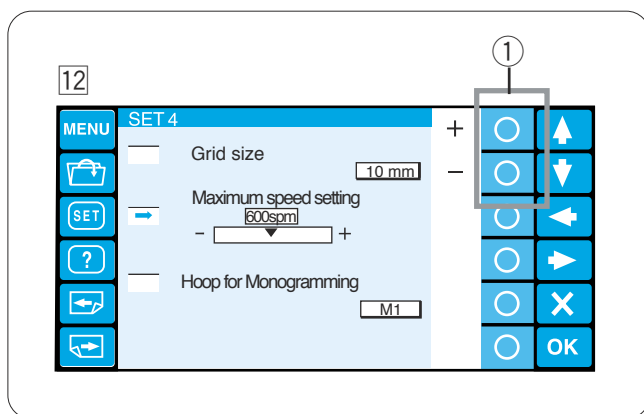 ①
12
MENU
SET 4
+
Grid size
10 mm
−
SET
Maximum speed setting
600spm
- +
?
Hoop for Monogramming
M1
OK